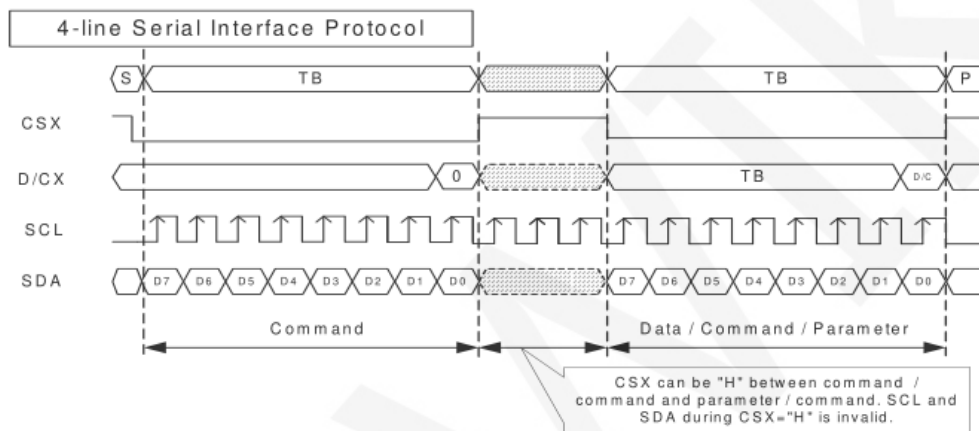 4-line Serial Interface Protocol
S TB TB P
CSX
D/CX 0 TB D/C
SCL
SDA D7 D6 D5 D4 D3 D2 D1 D0 D7 D6 D5 D4 D3 D2 D1 D0
Command Data / Command / Parameter
CSX can be "H" between command /
command and parameter / command. SCL and
SDA during CSX="H" is invalid.